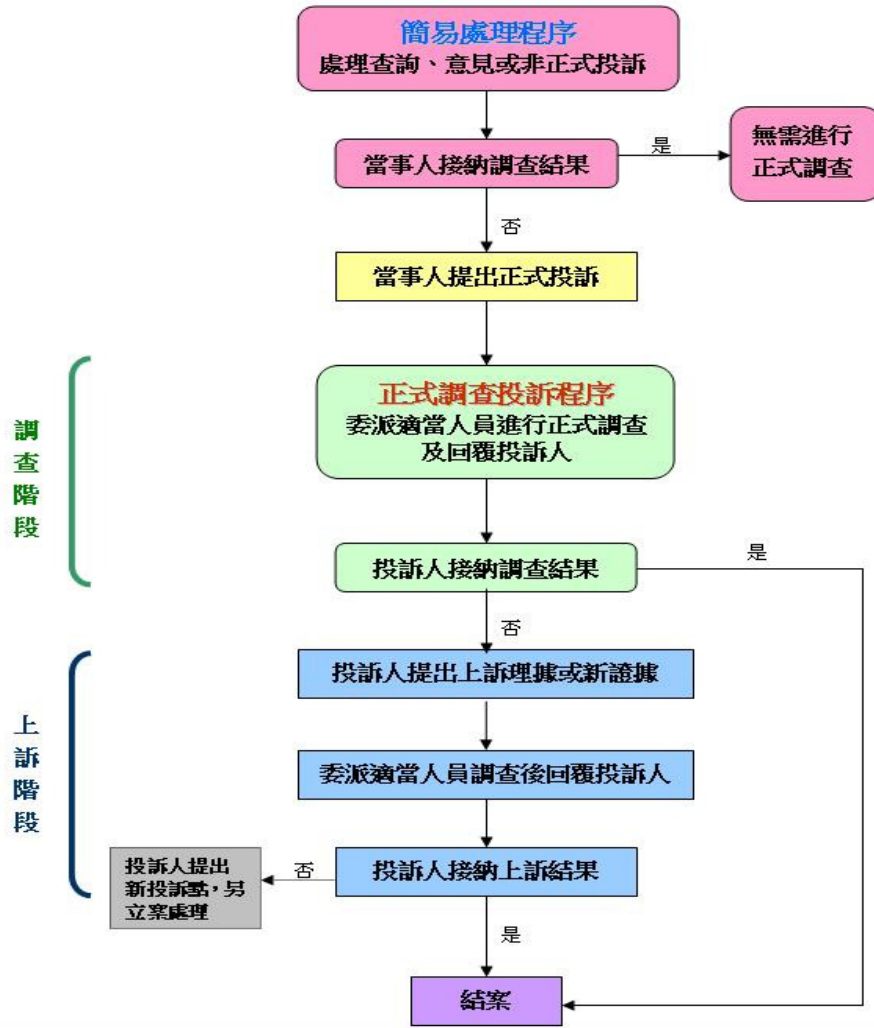 簡易處理程序
處理查詢、意見或非正式投訴
當事人接納調查結果
是
無需進行
正式調查
否
當事人提出正式投訴
調查階段
正式調查投訴程序
委派適當人員進行正式調查
及回覆投訴人
投訴人接納調查結果
是
否
上訴階段
投訴人提出上訴理據或新證據
委派適當人員調查後回覆投訴人
投訴人接納上訴結果
否
投訴人提出
新投訴點，另
立案處理
是
結案